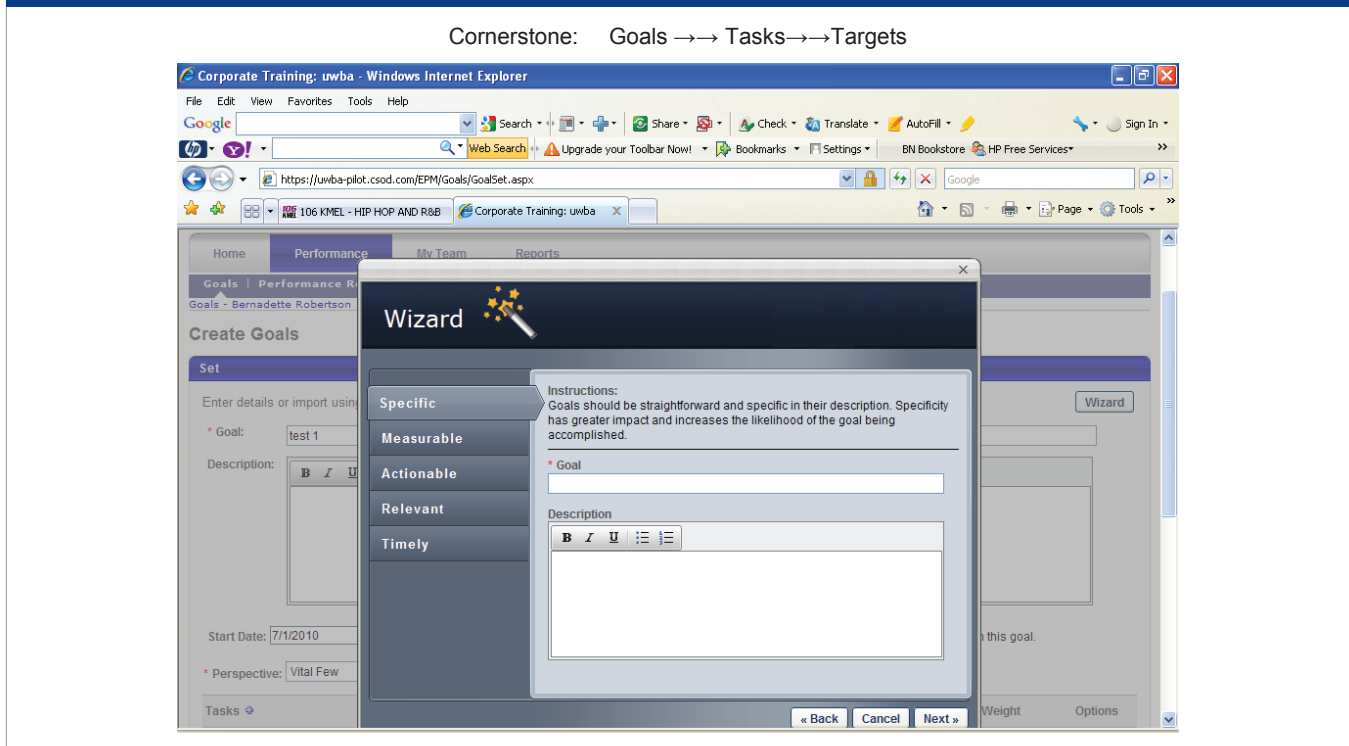 Cornerstone: Goals →→ Tasks→→Targets
Corporate Training: uwba - Windows Internet Explorer
File Edit View Favorites Tools Help
Google Search Share Check Translate AutoFill Sign In
Y! Web Search Upgrade your Toolbar Now! Bookmarks Settings BN Bookstore HP Free Services
https://uwba-pilot.csod.com/EPM/Goals/GoalSet.aspx Google
106 KMEL - HIP HOP AND R&B Corporate Training: uwba X Page Tools
Home Performance My Team Reports
Goals | Performance R
Goals - Bernadette Robertson
Create Goals
Set
Enter details or import using
Wizard
* Goal: test 1
Description:
B I U
Start Date: 7/1/2010
this goal.
* Perspective: Vital Few
Tasks
Weight Options
Wizard
Specific
Measurable
Actionable
Relevant
Timely
Instructions:
Goals should be straightforward and specific in their description. Specificity
has greater impact and increases the likelihood of the goal being
accomplished.
* Goal
Description
B I U
« Back Cancel Next »